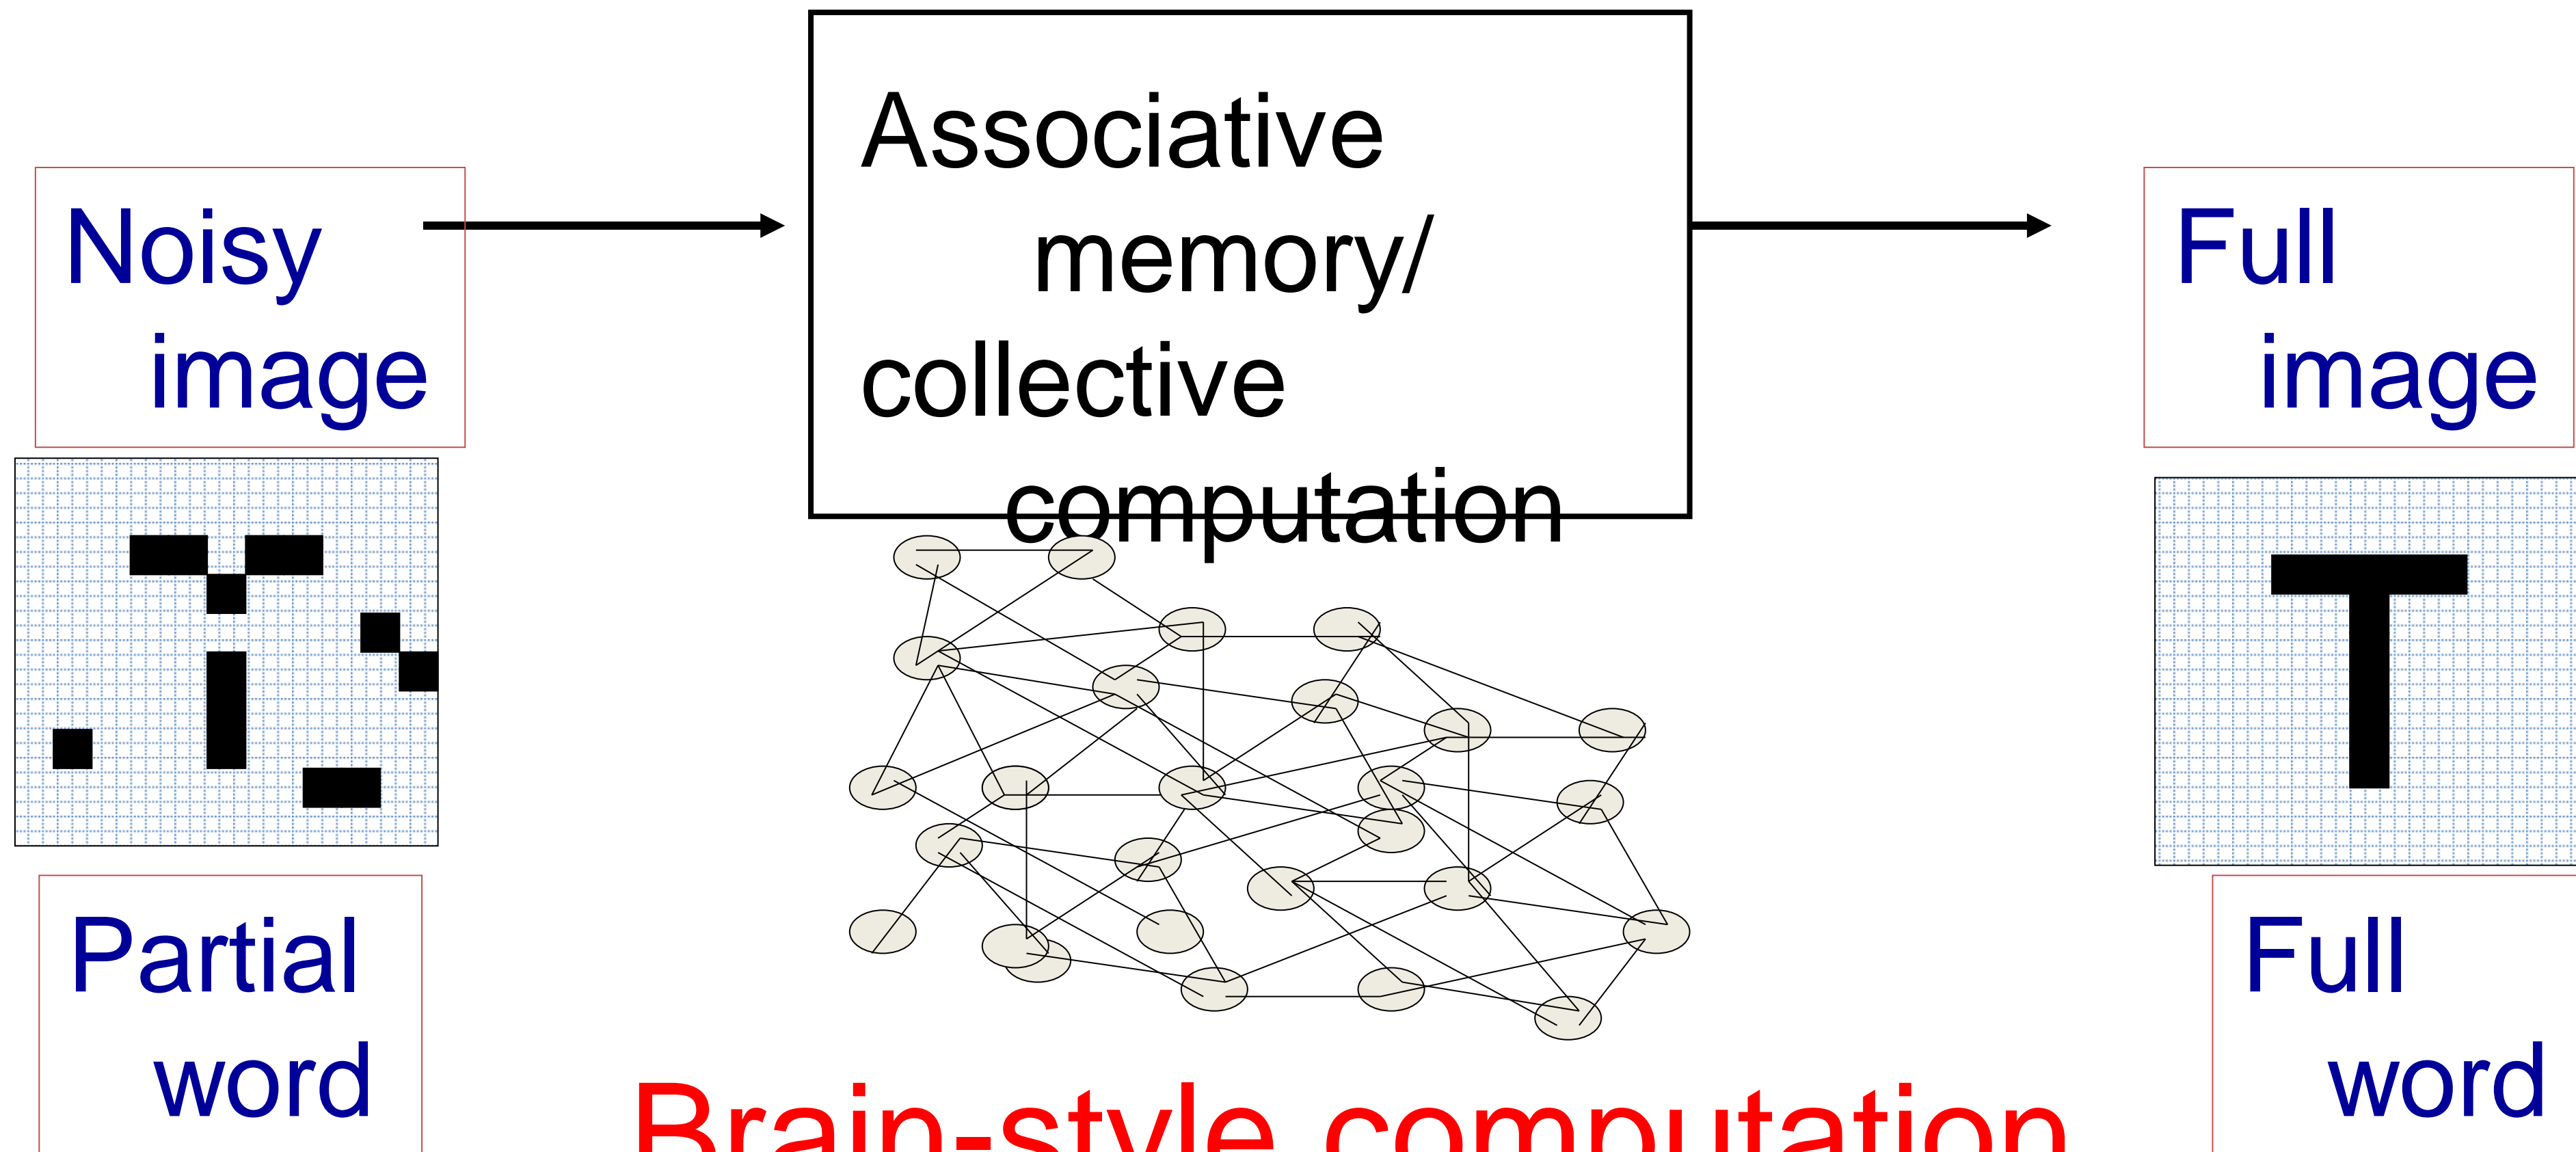 Noisy
image
Associative
memory/
collective
computation
Full
image
Partial
word
Full
word
Brain-style computation